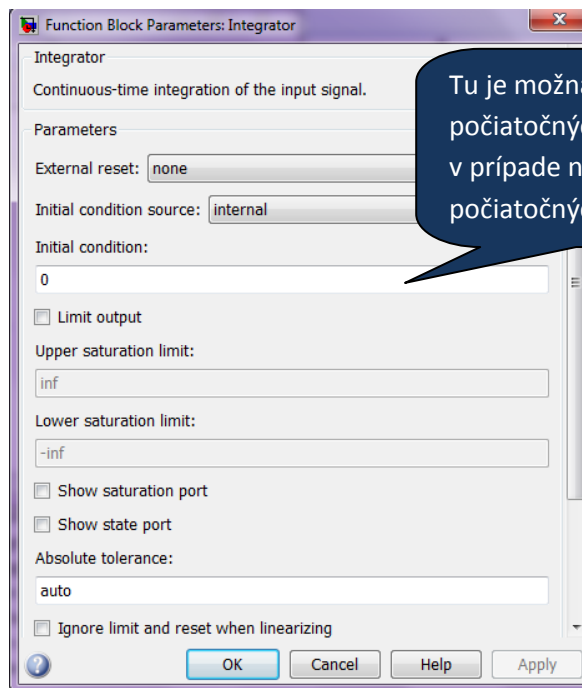 Function Block Parameters: Integrator
Integrator
Continuous-time integration of the input signal.
Parameters
External reset: none
Initial condition source: internal
Initial condition:
0
Limit output
Upper saturation limit:
inf
Lower saturation limit:
-inf
Show saturation port
Show state port
Absolute tolerance:
auto
Ignore limit and reset when linearizing
OK Cancel Help Apply
Tu je
v prípade